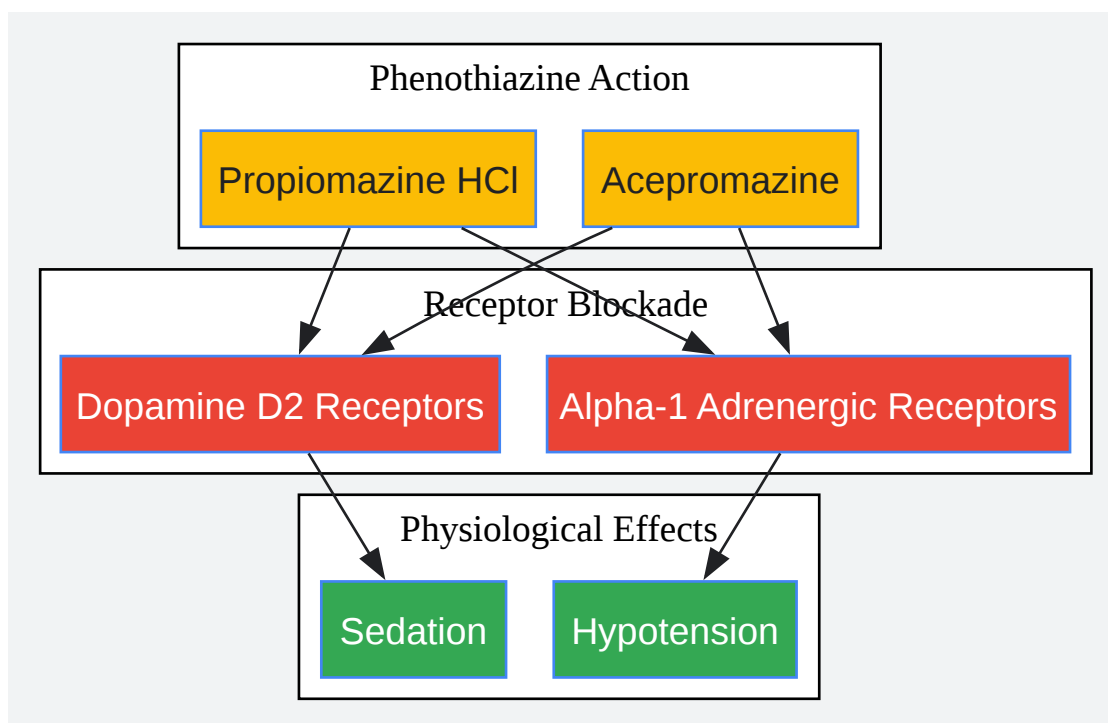 Phenothiazine Action
Propiomazine HCl
Acepromazine
Receptor Blockade
Dopamine D2 Receptors
Alpha-1 Adrenergic Receptors
Physiological Effects
Sedation
Hypotension